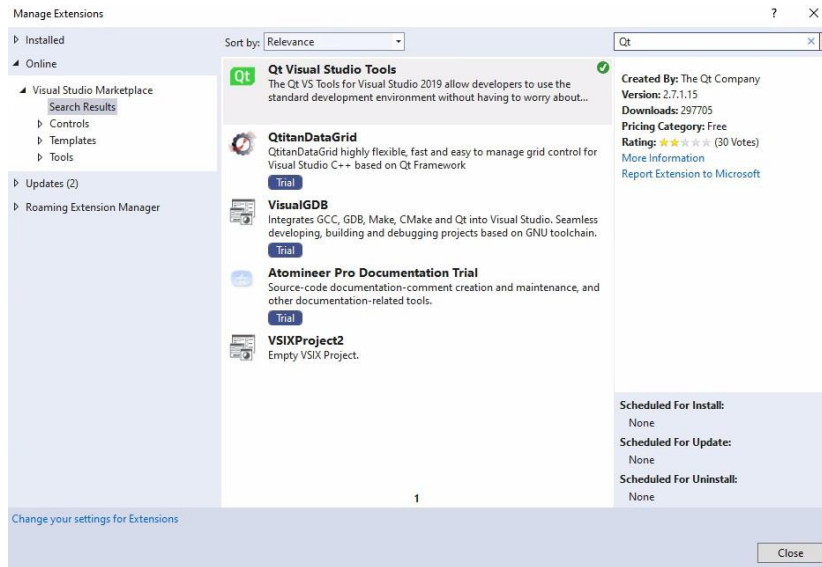 Manage Extensions
? ×
Installed
Online
Visual Studio Marketplace
Search Results
Controls
Templates
Tools
Updates (2)
Roaming Extension Manager
Sort by: Relevance
Qt Visual Studio Tools
The Qt VS Tools for Visual Studio 2019 allow developers to use the
standard development environment without having to worry about...
QtitanDataGrid
QtitanDataGrid highly flexible, fast and easy to manage grid control for
Visual Studio C++ based on Qt Framework
Trial
VisualGDB
Integrates GCC, GDB, Make, CMake and Qt into Visual Studio. Seamless
developing, building and debugging projects based on GNU toolchain.
Trial
Atomineer Pro Documentation Trial
Source-code documentation-comment creation and maintenance, and
other documentation-related tools.
Trial
VSIXProject2
Empty VSIX Project.
1
Qt
Qt
Created By: The Qt Company
Version: 2.7.1.15
Downloads: 297705
Pricing Category: Free
Rating: (30 Votes)
More Information
Report Extension to Microsoft
Scheduled For Install:
None
Scheduled For Update:
None
Scheduled For Uninstall:
None
Change your settings for Extensions
Close